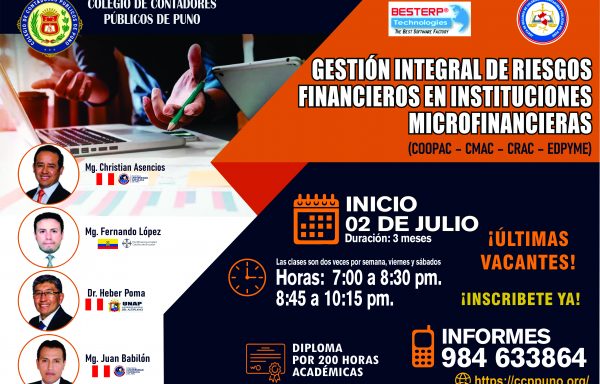 COLEGIO DE CONTADORES
PÚBLICOS DE PUNO
BESTERP®
Technologies
The Best Software Factory
GESTIÓN INTEGRAL DE RIESGOS
FINANCIEROS EN INSTITUCIONES
MICROFINANCIERAS
(COOPAC – CMAC – CRAC – EDPYME)
Mg. Christian Asencios
Mg. Fernando López
Dr. Heber Poma
UNAP
Mg. Juan Babilón
INICIO
02 DE JULIO
Duración: 3 meses
Las clases son dos veces por semana, viernes y sábados
Horas: 7:00 a 8:30 pm.
8:45 a 10:15 pm.
¡ÚLTIMAS
VACANTES!
¡INSCRIBETE YA!
DIPLOMA
POR 200 HORAS
ACADÉMICAS
INFORMES
984 633864
https://ccppuno.org/